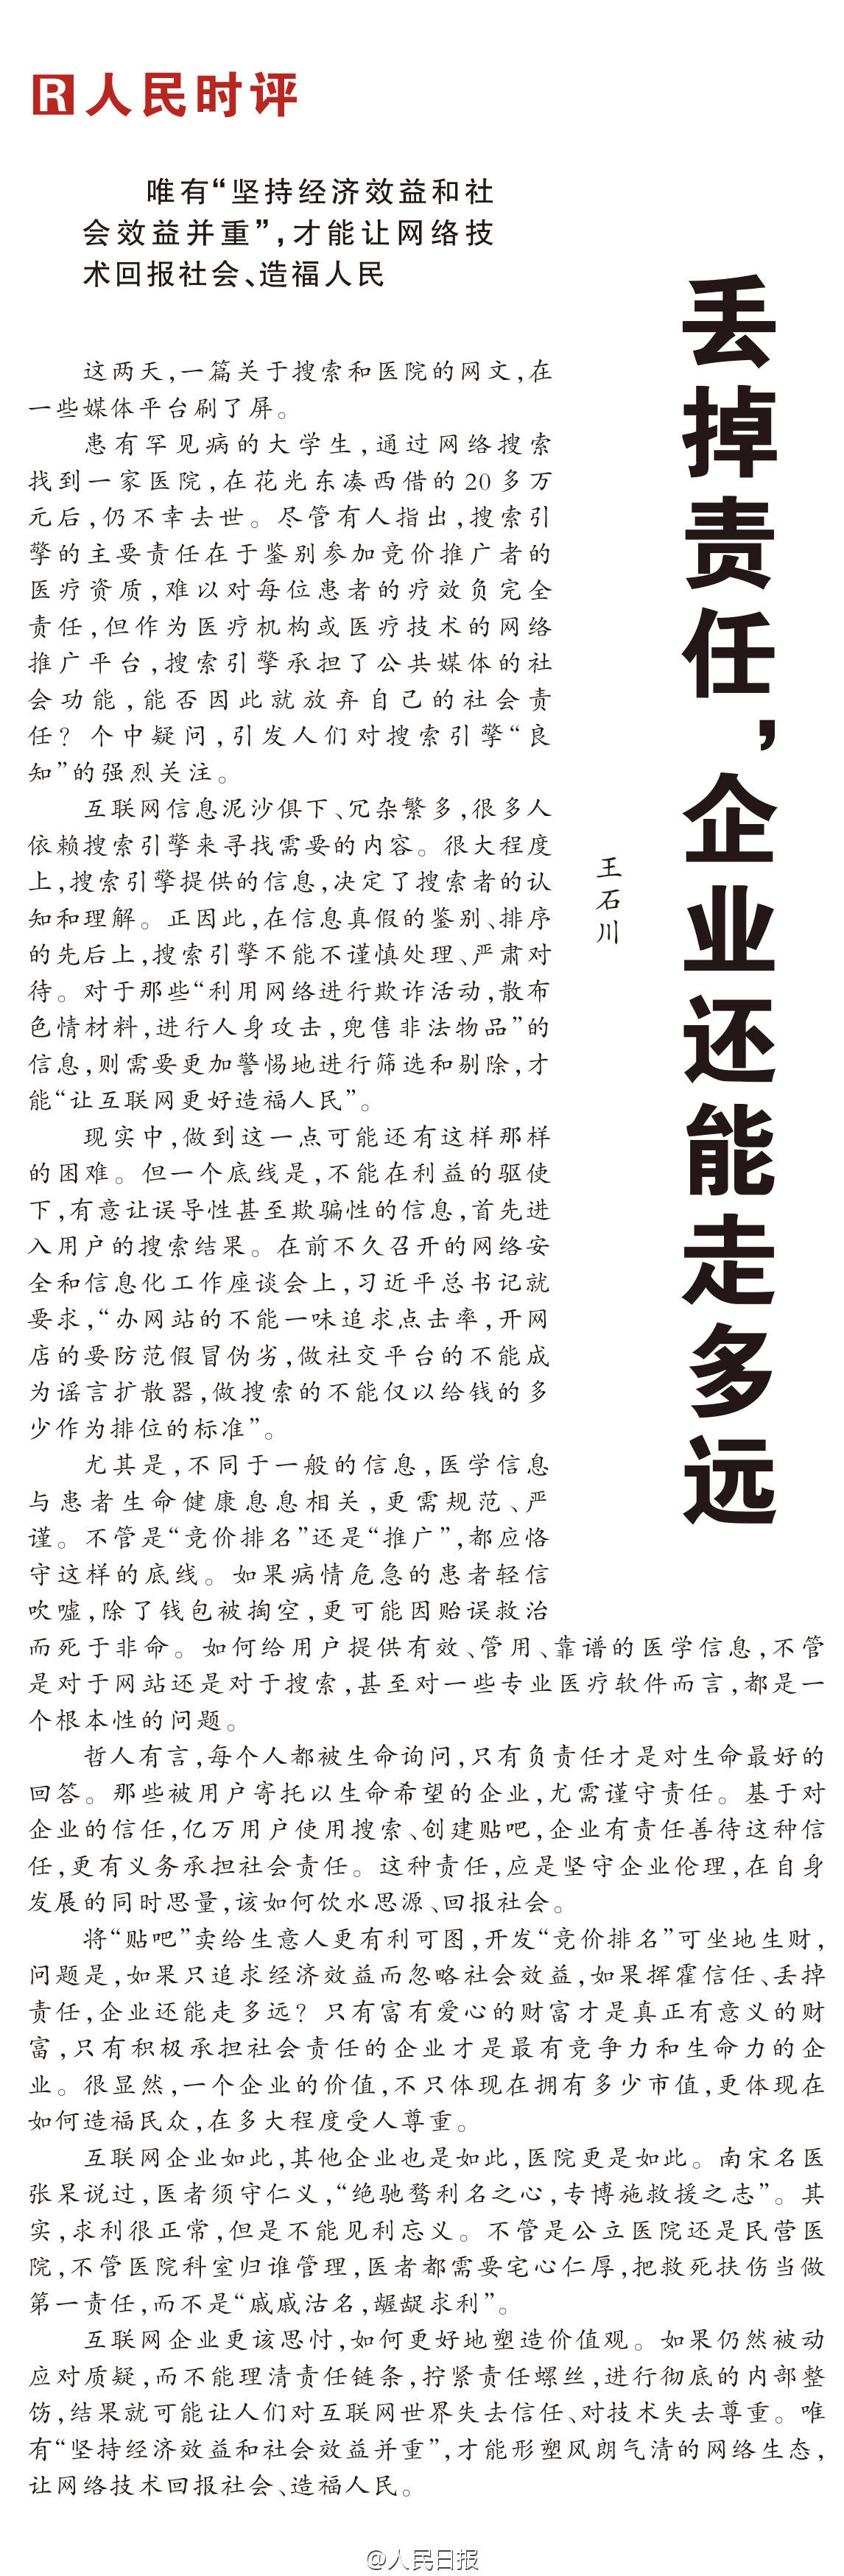 R人民时评
唯有“坚持经济效益和社
会效益并重”，才能让网络技
术回报社会、造福人民
丢掉责任，企业还能走多远
王石川
这两天，一篇关于搜索和医院的网文，在
一些媒体平台刷了屏。
患有罕见病的大学生，通过网络搜索
找到一家医院，在花光东凑西借的20多万
元后，仍不幸去世。尽管有人指出，搜索引
擎的主要责任在于鉴别参加竞价推广者的
医疗资质，难以对每位患者的疗效负完全
责任，但作为医疗机构或医疗技术的网络
推广平台，搜索引擎承担了公共媒体的社
会功能，能否因此就放弃自己的社会责
任？个中疑问，引发人们对搜索引擎“良
知”的强烈关注。
互联网信息泥沙俱下、冗杂繁多，很多人
依赖搜索引擎来寻找需要的内容。很大程度
上，搜索引擎提供的信息，决定了搜索者的认
知和理解。正因此，在信息真假的鉴别、排序
的先后上，搜索引擎不能不谨慎处理、严肃对
待。对于那些“利用网络进行欺诈活动，散布
色情材料，进行人身攻击，兜售非法物品”的
信息，则需要更加警惕地进行筛选和剔除，才
能“让互联网更好造福人民”。
现实中，做到这一点可能还有这样那样
的困难。但一个底线是，不能在利益的驱使
下，有意让误导性甚至欺骗性的信息，首先进
入用户的搜索结果。在前不久召开的网络安
全和信息化工作座谈会上，习近平总书记就
要求，“办网站的不能一味追求点击率，开网
店的要防范假冒伪劣，做社交平台的不能成
为谣言扩散器，做搜索的不能仅以给钱的多
少作为排位的标准”。
尤其是，不同于一般的信息，医学信息
与患者生命健康息息相关，更需规范、严
谨。不管是“竞价排名”还是“推广”，都应恪
守这样的底线。如果病情危急的患者轻信
吹嘘，除了钱包被掏空，更可能因贻误救治
而死于非命。如何给用户提供有效、管用、靠谱的医学信息，不管
是对于网站还是对于搜索，甚至对一些专业医疗软件而言，都是一
个根本性的问题。
哲人有言，每个人都被生命询问，只有负责任才是对生命最好的
回答。那些被用户寄托以生命希望的企业，尤需谨守责任。基于对
企业的信任，亿万用户使用搜索、创建贴吧，企业有责任善待这种信
任，更有义务承担社会责任。这种责任，应是坚守企业伦理，在自身
发展的同时思量，该如何饮水思源、回报社会。
将“贴吧”卖给生意人更有利可图，开发“竞价排名”可坐地生财，
问题是，如果只追求经济效益而忽略社会效益，如果挥霍信任、丢掉
责任，企业还能走多远？只有富有爱心的财富才是真正有意义的财
富，只有积极承担社会责任的企业才是最有竞争力和生命力的企
业。很显然，一个企业的价值，不只体现在拥有多少市值，更体现在
如何造福民众，在多大程度受人尊重。
互联网企业如此，其他企业也是如此，医院更是如此。南宋名医
张杲说过，医者须守仁义，“绝驰骛利名之心，专博施救援之志”。其
实，求利很正常，但是不能见利忘义。不管是公立医院还是民营医
院，不管医院科室归谁管理，医者都需要宅心仁厚，把救死扶伤当做
第一责任，而不是“戚戚沽名，龌龊求利”。
互联网企业更该思忖，如何更好地塑造价值观。如果仍然被动
应对质疑，而不能理清责任链条，拧紧责任螺丝，进行彻底的内部整
饬，结果就可能让人们对互联网世界失去信任、对技术失去尊重。唯
有“坚持经济效益和社会效益并重”，才能形塑风朗气清的网络生态，
让网络技术回报社会、造福人民。
@人民日报